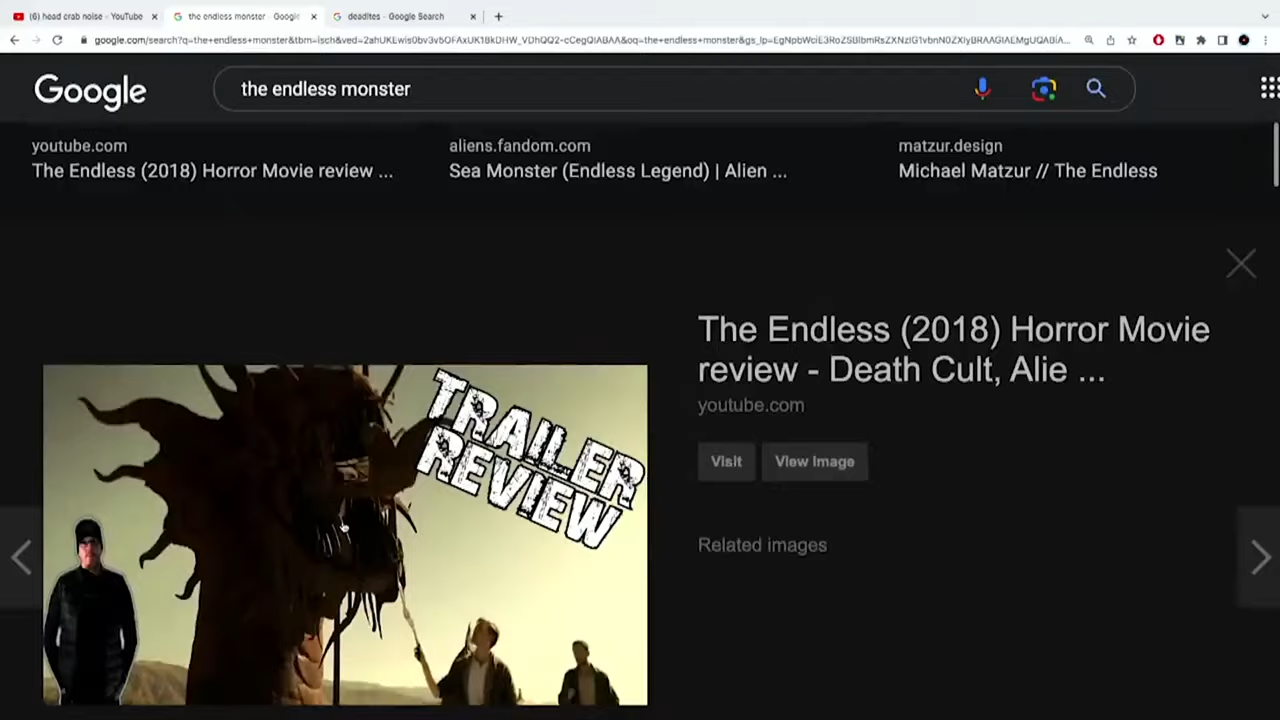 (6) head crab noise - YouTube
the endless monster - Google
deadites - Google Search
Google
the endless monster
youtube.com
The Endless (2018) Horror Movie review ...
aliens.fandom.com
Sea Monster (Endless Legend) | Alien ...
matzur.design
Michael Matzur // The Endless
TRAILER
REVIEW
The Endless (2018) Horror Movie
review - Death Cult, Alie ...
youtube.com
Visit
View Image
Related images